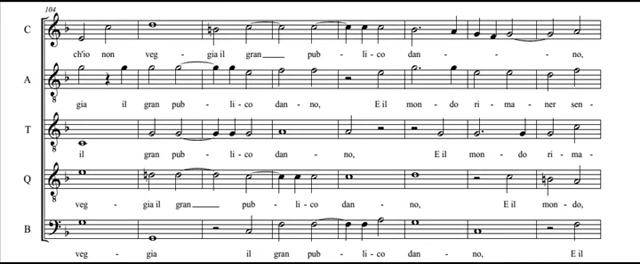 104
C
ch'io non veg - gia il gran pub - li - co dan - no,
A
gia il gran pub - li - co dan - no, E il mon - do ri - ma - ner sen -
T
il gran pub - li - co dan - no, E il mon - do ri - ma -
Q
veg - gia il gran pub - li - co dan - no, E il mon - do,
B
veg - gia il gran pub - li - co dan - no, E il